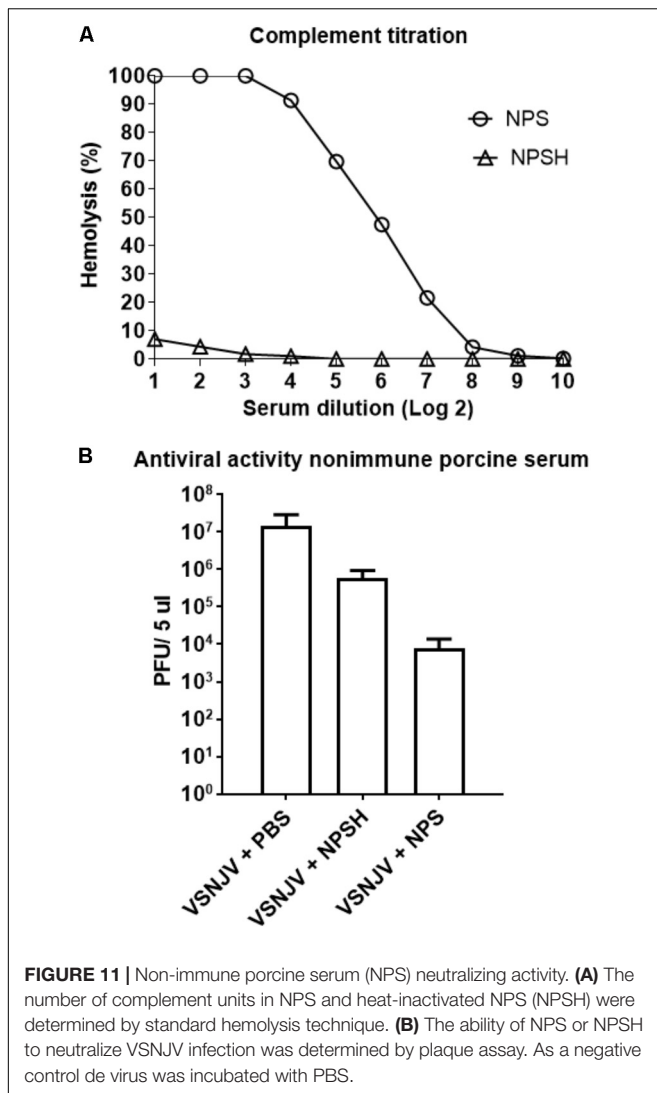 A
Complement titration
100
90
80
70
60
50
40
30
20
10
0
Hemolysis (%)
NPS
NPSH
1 2 3 4 5 6 7 8 9 10
Serum dilution (Log 2)
B
Antiviral activity nonimmune porcine serum
10⁸
10⁷
10⁶
10⁵
10⁴
10³
10²
10¹
10⁰
PFU/ 5 ul
VSNJV + PBS
VSNJV + NPSH
VSNJV + NPS
FIGURE 11 | Non-immune porcine serum (NPS) neutralizing activity. (A) The
number of complement units in NPS and heat-inactivated NPS (NPSH) were
determined by standard hemolysis technique. (B) The ability of NPS or NPSH
to neutralize VSNJV infection was determined by plaque assay. As a negative
control de virus was incubated with PBS.